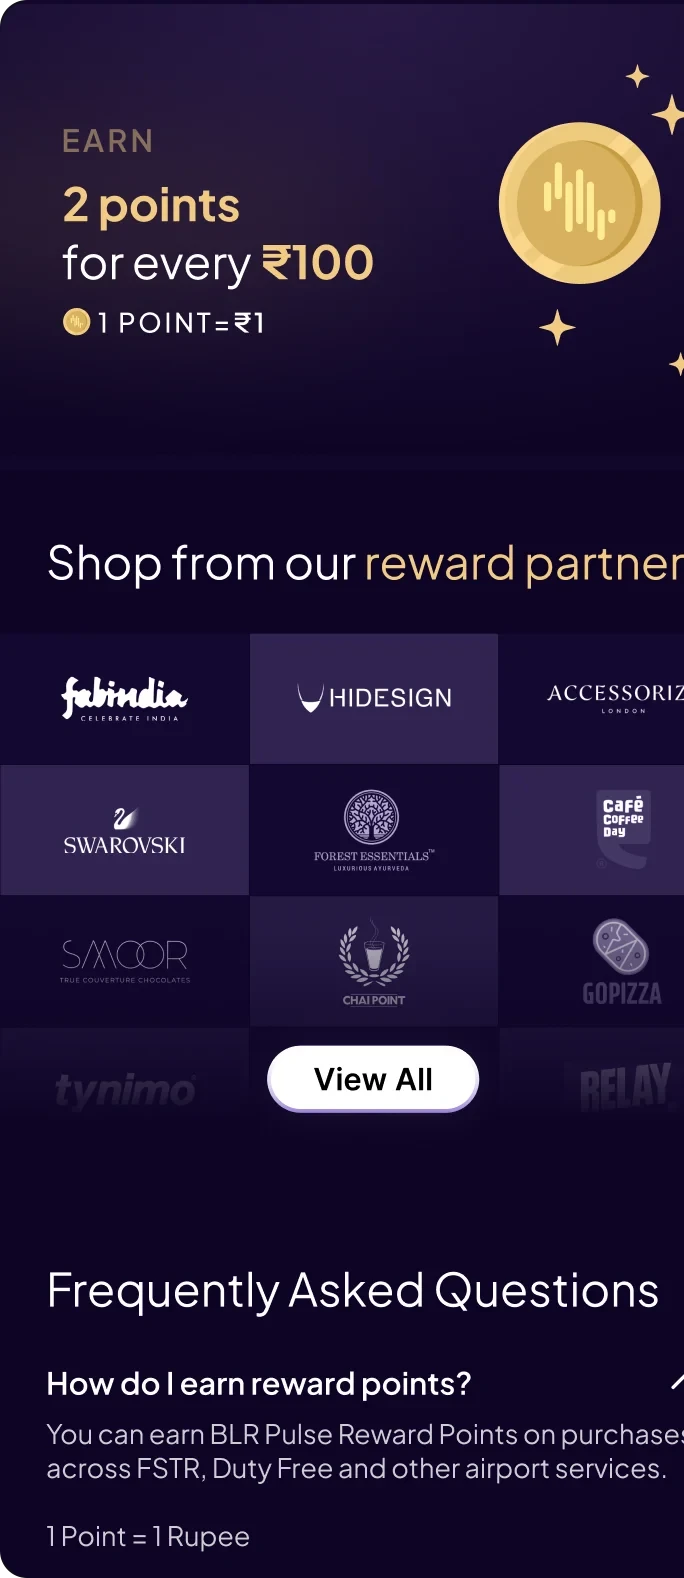 EARN
2 points
for every ₹100
1 POINT=₹1
Shop from our reward partner
fabindia
CELEBRATE INDIA
HIDESIGN
ACCESSORIZ
LONDON
SWAROVSKI
FOREST ESSENTIALS™
LUXURIOUS AYURVEDA
Café
Coffee
Day
SMOOR
TRUE COUVERTURE CHOCOLATES
CHAI POINT
GOPIZZA
tynimo
View All
RELAY
Frequently Asked Questions
How do I earn reward points?
You can earn BLR Pulse Reward Points on purchases
across FSTR, Duty Free and other airport services.
1 Point = 1 Rupee